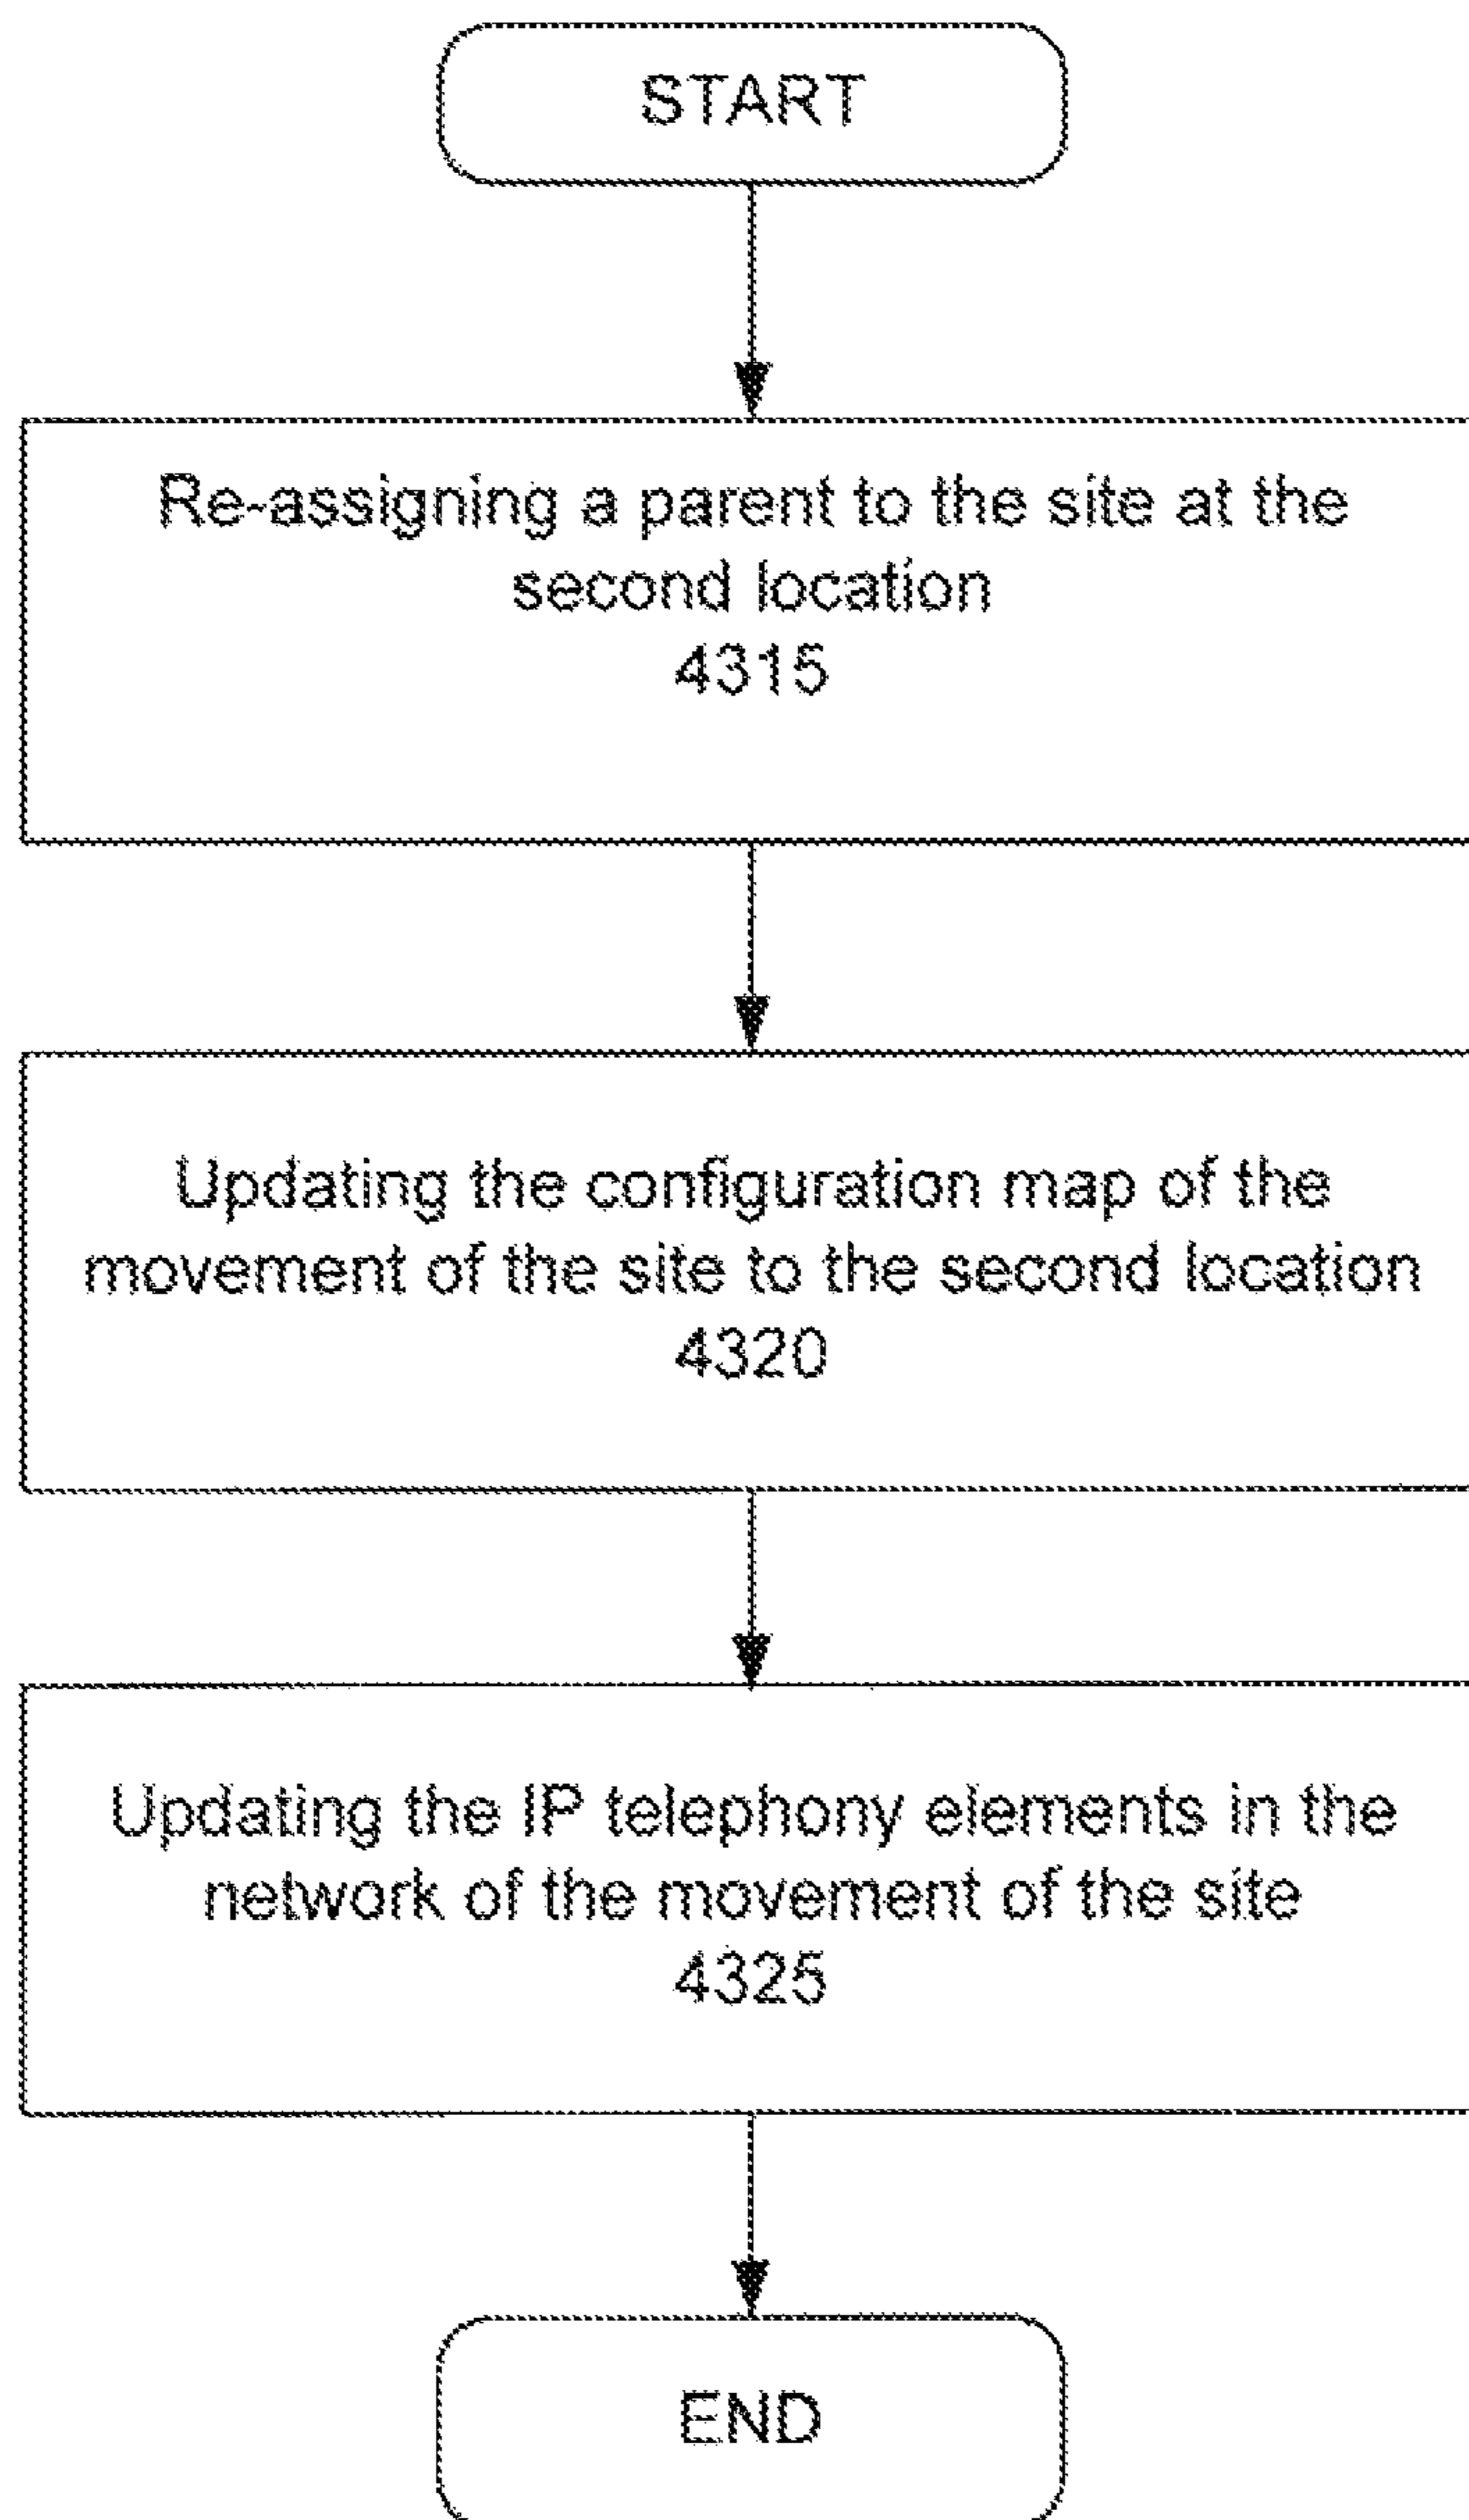 START
Re-assigning a parent to the site at the
second location
4315
Updating the configuration map of the
movement of the site to the second location
4320
Updating the IP telephony elements in the
network of the movement of the site
4325
END